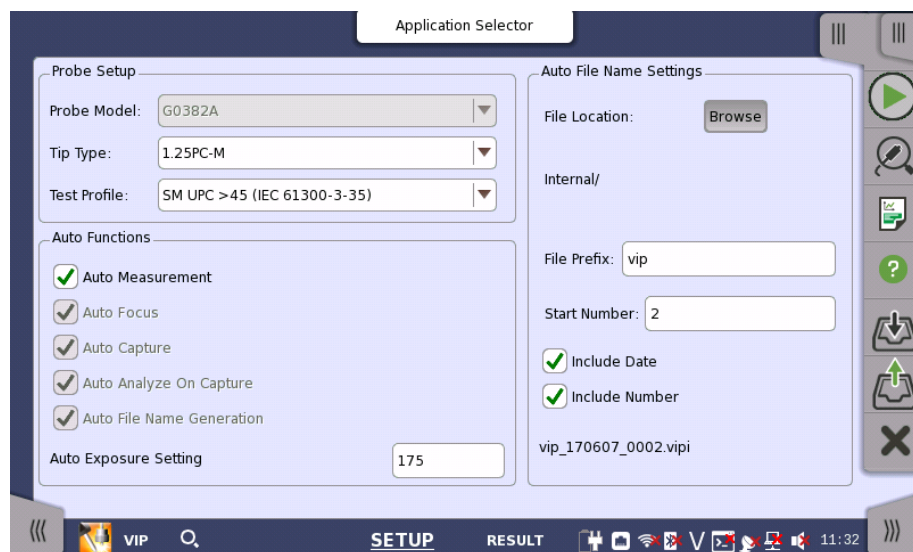 Application Selector
Probe Setup
Probe Model: G0382A
Tip Type: 1.25PC-M
Test Profile: SM UPC >45 (IEC 61300-3-35)
Auto Functions
Auto Measurement
Auto Focus
Auto Capture
Auto Analyze On Capture
Auto File Name Generation
Auto Exposure Setting 175
Auto File Name Settings
File Location: Browse
Internal/
File Prefix: vip
Start Number: 2
Include Date
Include Number
vip_170607_0002.vipi
VIP SETUP RESULT 11:32